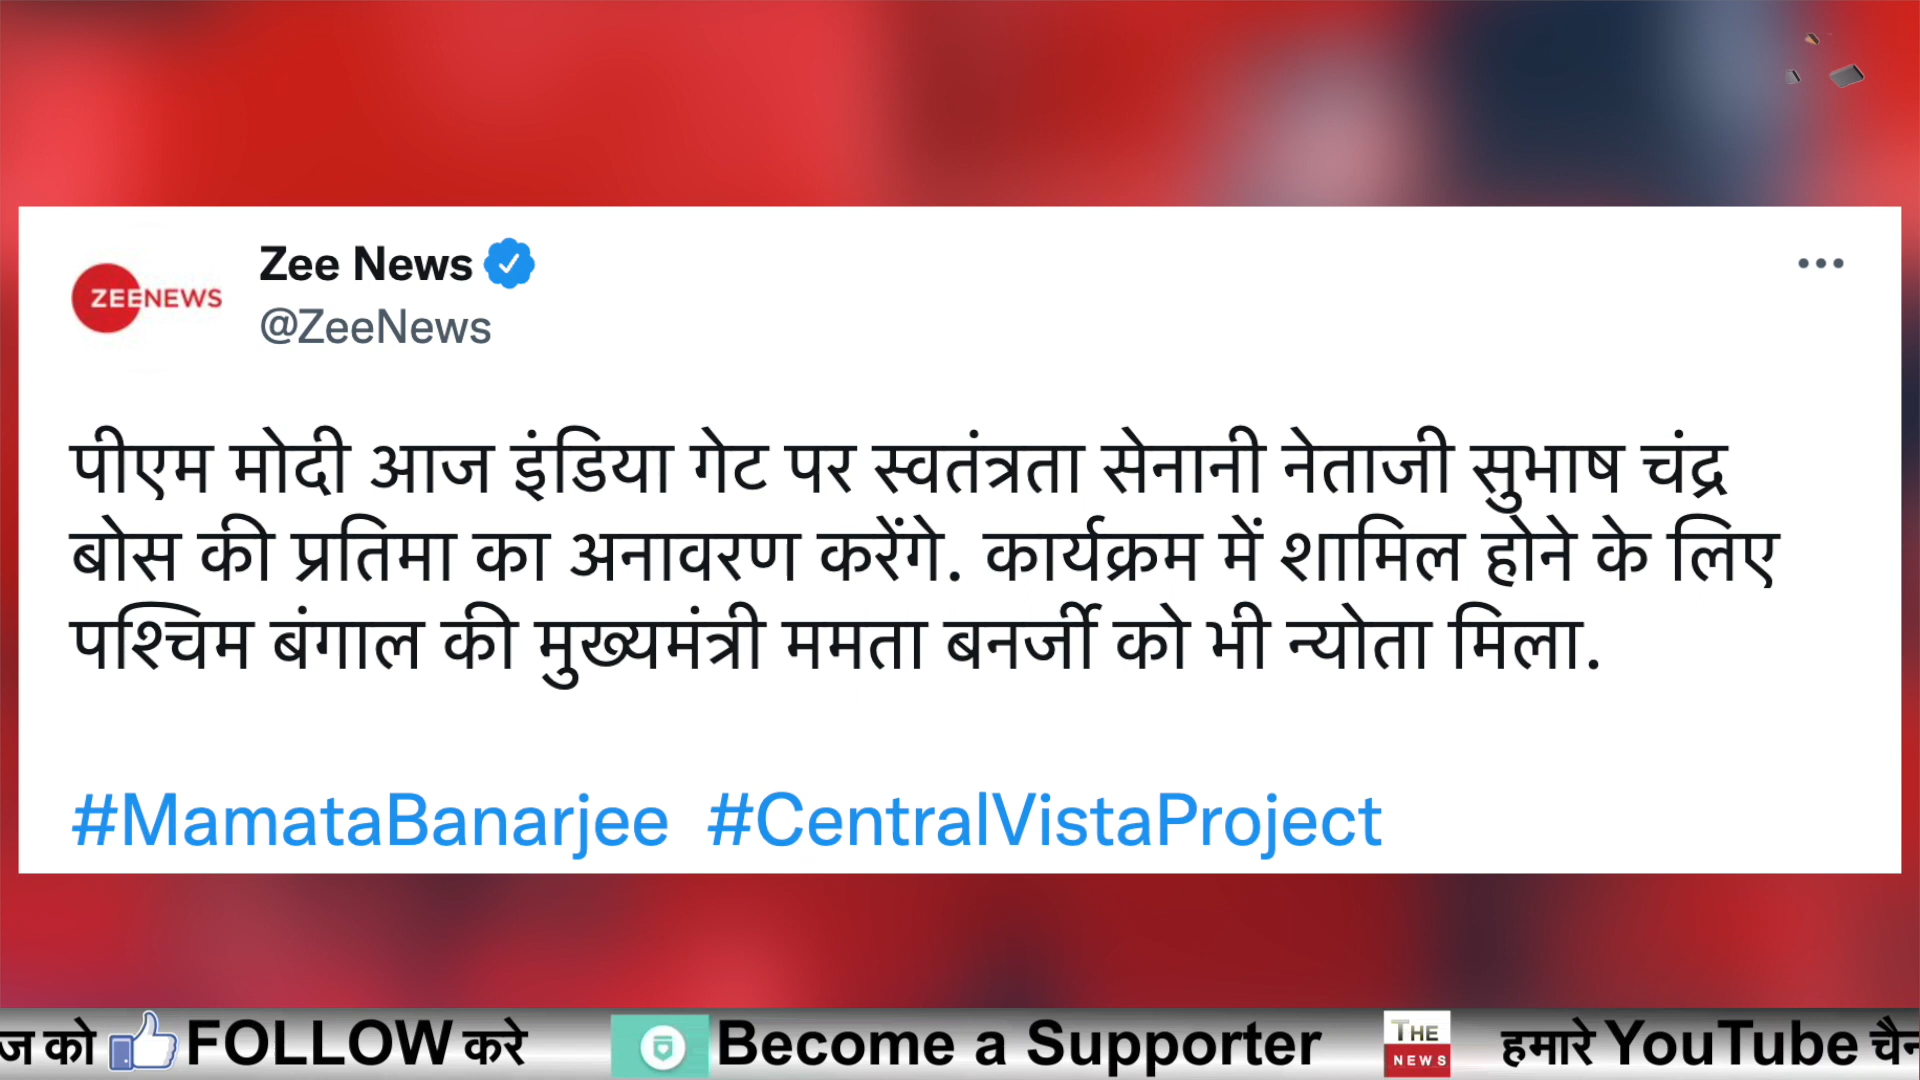 ZEENEWS
Zee News
@ZeeNews
पीएम मोदी आज इंडिया गेट पर स्वतंत्रता सेनानी नेताजी सुभाष चंद्र
बोस की प्रतिमा का अनावरण करेंगे. कार्यक्रम में शामिल होने के लिए
पश्चिम बंगाल की मुख्यमंत्री ममता बनर्जी को भी न्योता मिला.
#MamataBanarjee #CentralVistaProject
ज को FOLLOW करे Become a Supporter THE NEWS हमारे YouTube चैन